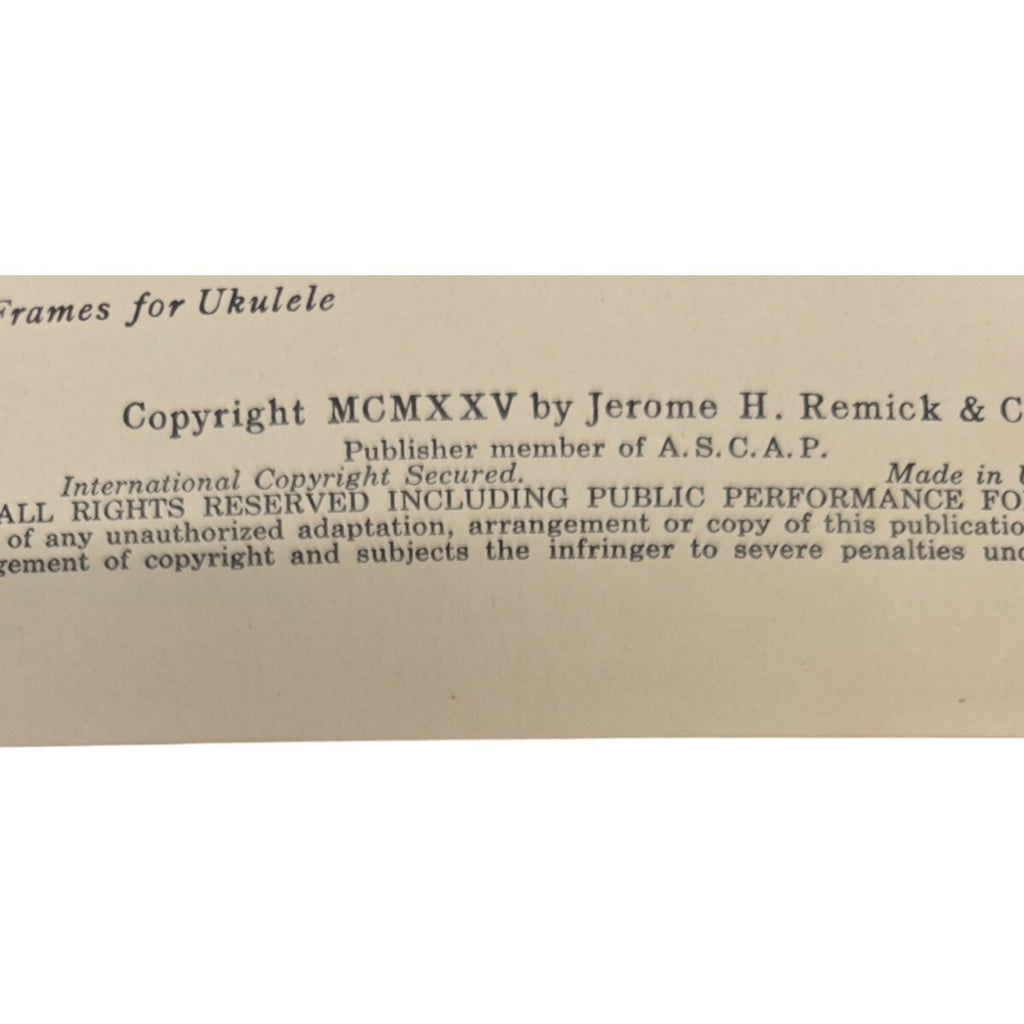 Frames for Ukulele
Copyright MCMXXV by Jerome H. Remick & C
Publisher member of A.S.C.A.P.
International Copyright Secured. Made in
ALL RIGHTS RESERVED INCLUDING PUBLIC PERFORMANCE FO
of any unauthorized adaptation, arrangement or copy of this publicatio
gement of copyright and subjects the infringer to severe penalties und